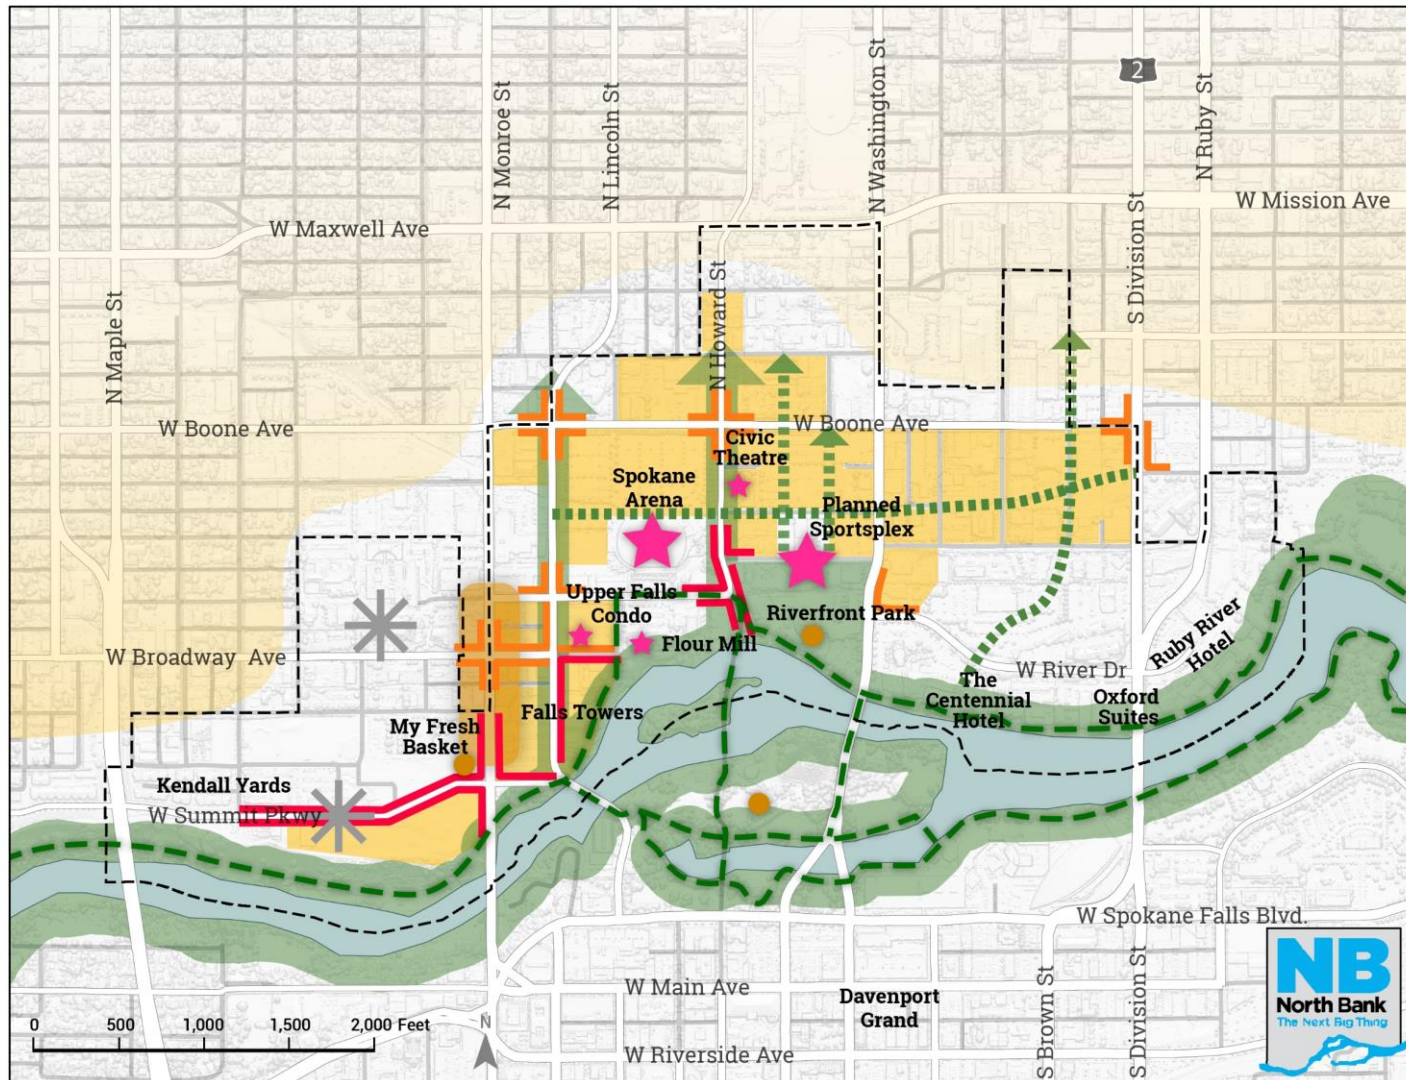 2
N Monroe St
N Lincoln St
N Washington St
N Ruby St
W Mission Ave
W Maxwell Ave
N Maple St
N Howard St
S Division St
W Boone Ave
W Boone Ave
Civic
Theatre
Spokane
Arena
Planned
Sportsplex
Upper Falls
Condo
Riverfront Park
Flour Mill
W Broadway Ave
W River Dr
Ruby River
Hotel
The
Centennial
Hotel
Oxford
Suites
Falls Towers
My Fresh
Basket
Kendall Yards
W Summit Pkwy
W Spokane Falls Blvd.
W Main Ave
Davenport
Grand
S Brown St
S Division St
W Riverside Ave
0 500 1,000 1,500 2,000 Feet
N
NB
North Bank
The Next Big Thing